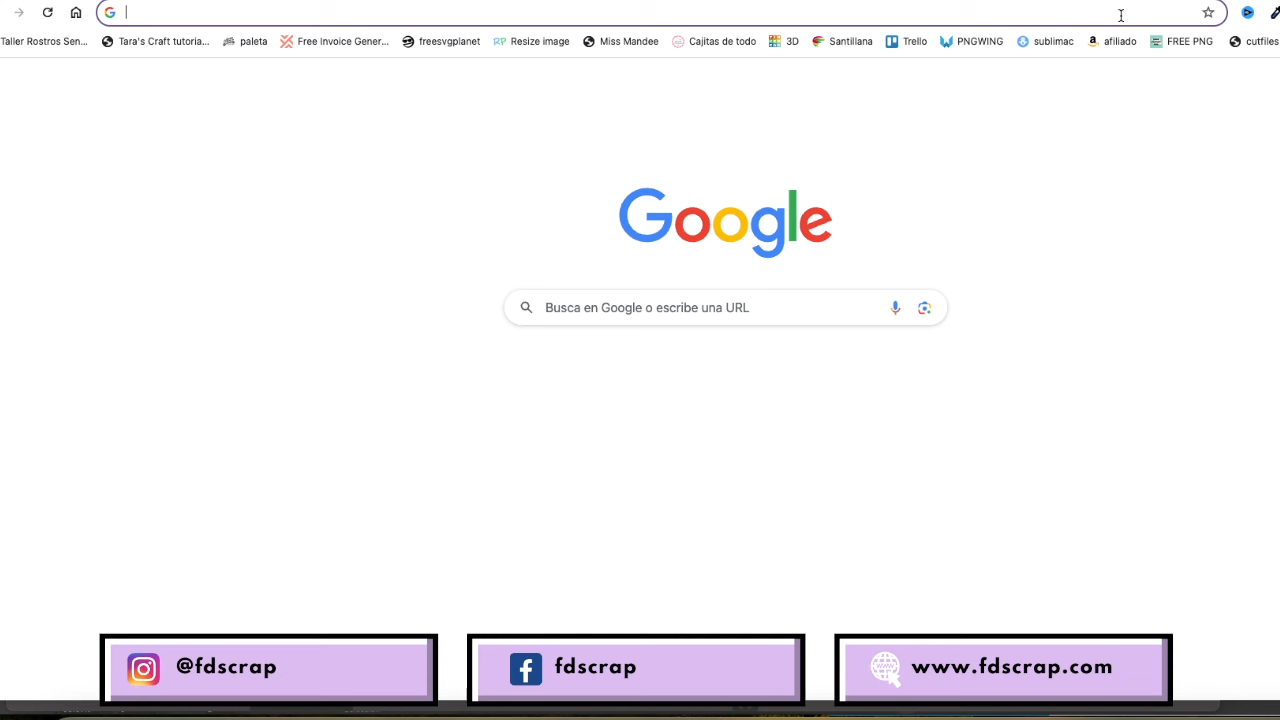 Taller Rostros Sen... Tara's Craft tutoria... paleta Free Invoice Gener... freesvgplanet RP Resize image Miss Mandee Cajitas de todo 3D Santillana Trello PNGWING sublimac afiliado FREE PNG cutfiles
Google
Busca en Google o escribe una URL
@fdscrap
fdscrap
www.fdscrap.com